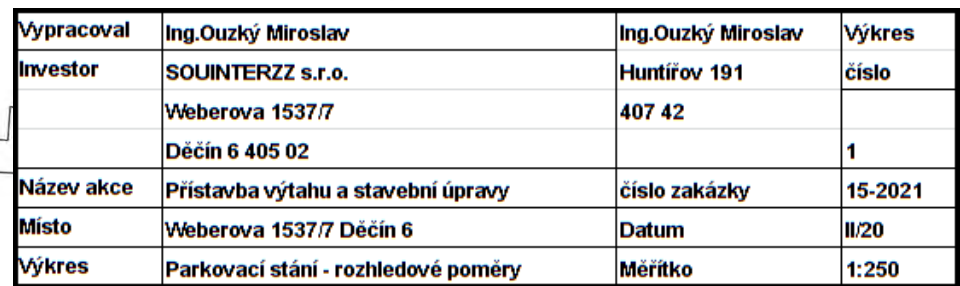 Vypracoval Ing.Ouzký Miroslav Ing.Ouzký Miroslav Výkres
Investor SOUINTERZZ s.r.o. Huntířov 191 číslo
Weberova 1537/7 407 42
Děčín 6 405 02 1
Název akce Přístavba výtahu a stavební úpravy číslo zakázky 15-2021
Místo Weberova 1537/7 Děčín 6 Datum II/20
Výkres Parkovací stání - rozhledové poměry Měřítko 1:250